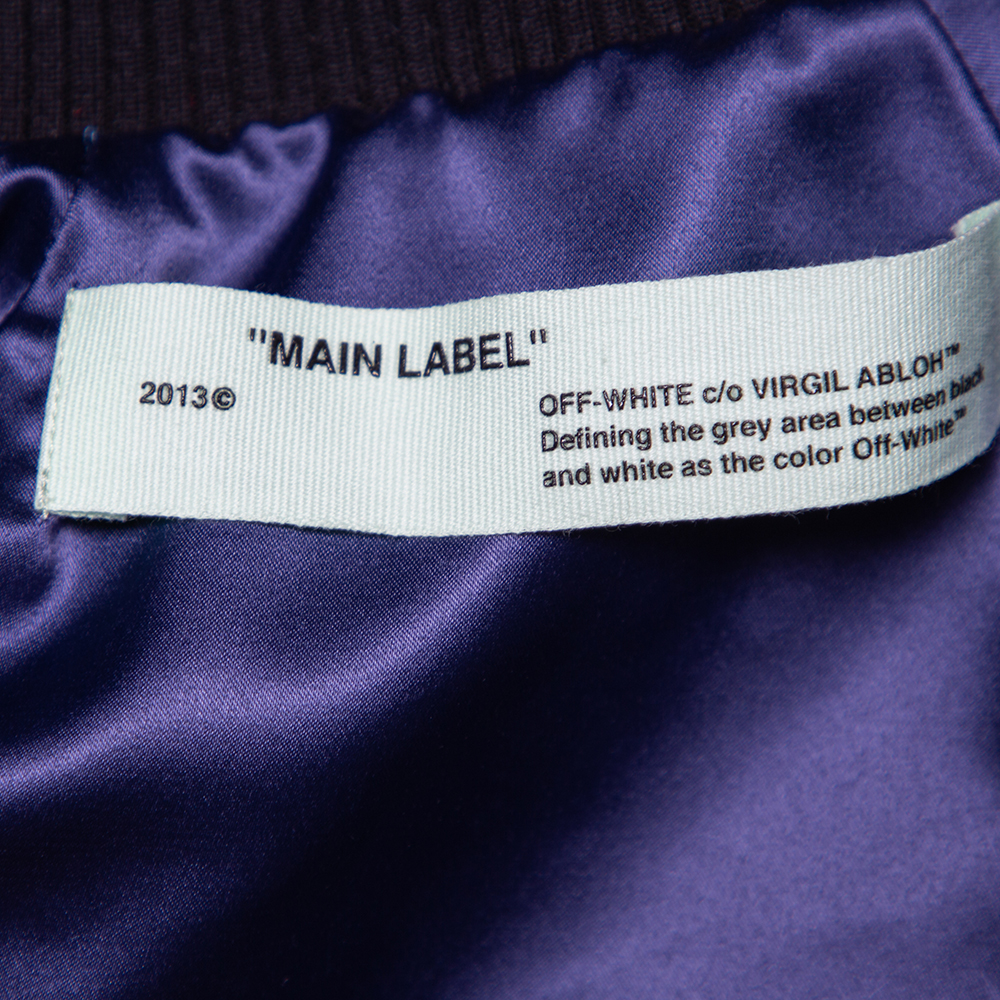 "MAIN LABEL"
2013©
OFF-WHITE c/o VIRGIL ABLOH™
Defining the grey area between black
and white as the color Off-White™